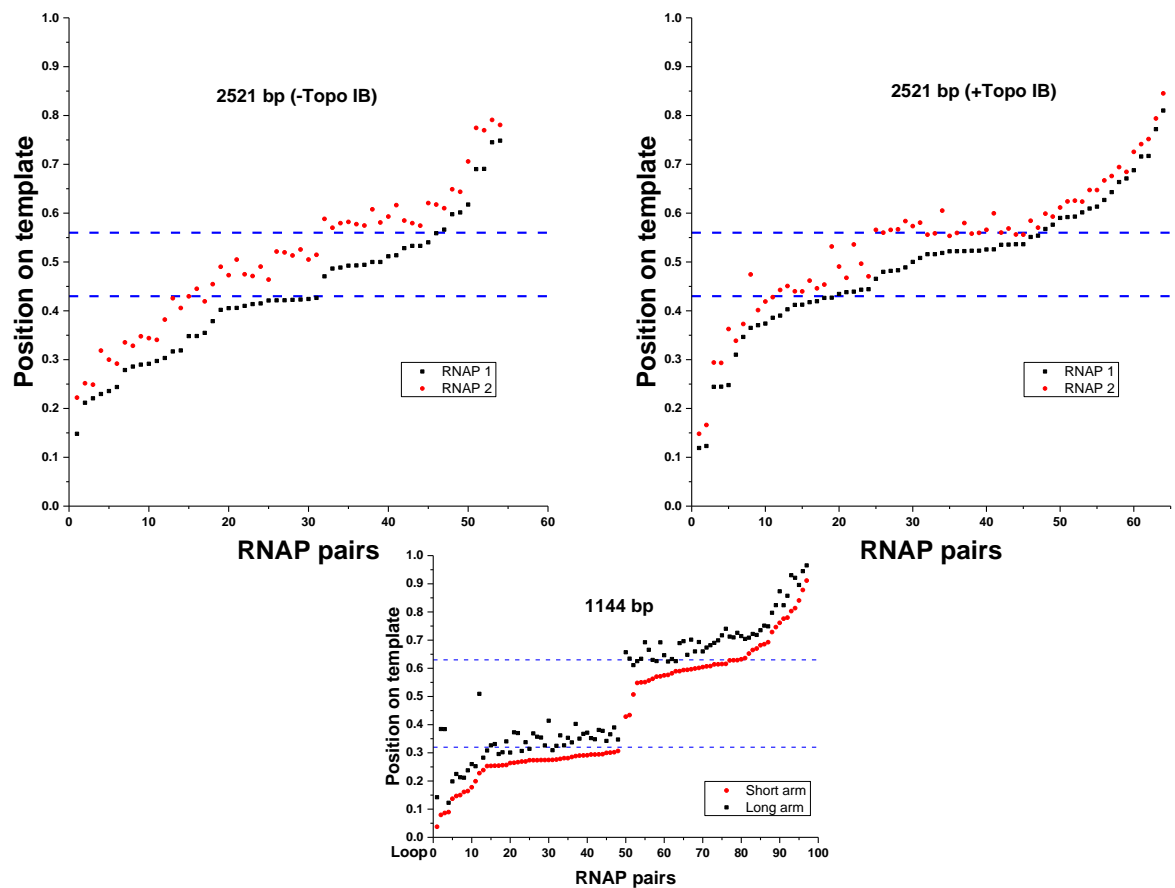 2521 bp (-Topo IB)
Position on template
1.0
0.9
0.8
0.7
0.6
0.5
0.4
0.3
0.2
0.1
0.0
RNAP 1
RNAP 2
0 10 20 30 40 50 60
RNAP pairs
2521 bp (+Topo IB)
Position on template
1.0
0.9
0.8
0.7
0.6
0.5
0.4
0.3
0.2
0.1
0.0
RNAP 1
RNAP 2
0 10 20 30 40 50 60
RNAP pairs
1144 bp
Position on template
1.0
0.9
0.8
0.7
0.6
0.5
0.4
0.3
0.2
0.1
0.0
Short arm
Long arm
Loop
0 10 20 30 40 50 60 70 80 90 100
RNAP pairs